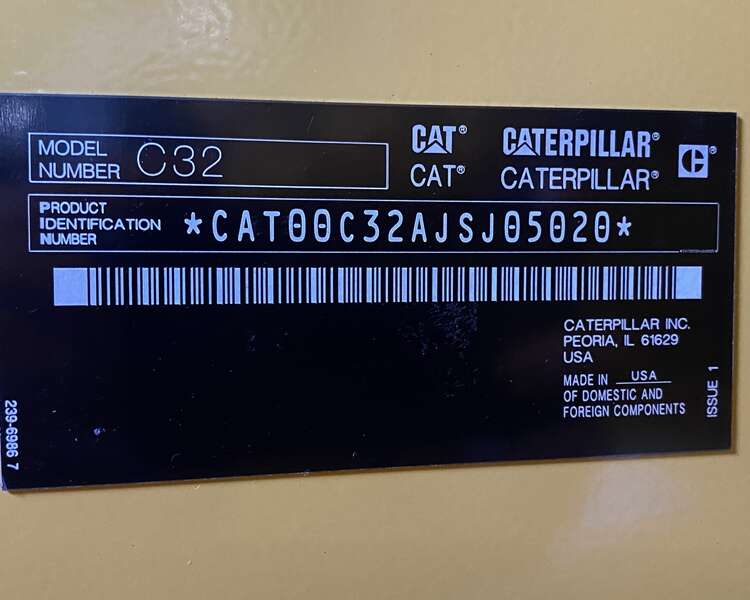 MODEL NUMBER C32
CAT® CATERPILLAR®
CAT® CATERPILLAR®
PRODUCT IDENTIFICATION NUMBER *CAT00C32AJSJ05020*
CATERPILLAR INC.
PEORIA, IL 61629
USA
MADE IN USA
OF DOMESTIC AND
FOREIGN COMPONENTS
ISSUE 1
239-6986 7